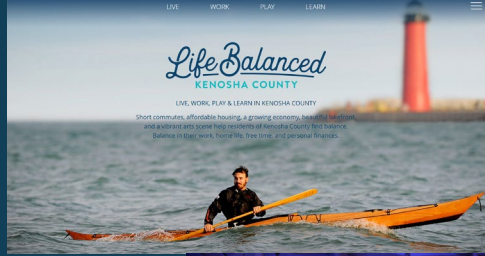 LIVE WORK PLAY LEARN
Life Balanced
KENOSHA COUNTY
LIVE, WORK, PLAY & LEARN IN KENOSHA COUNTY
Short commutes, affordable housing, a growing economy, beautiful lakefront,
and a vibrant arts scene help residents of Kenosha County find balance.
Balance in their work, home life, free time, and personal finances.